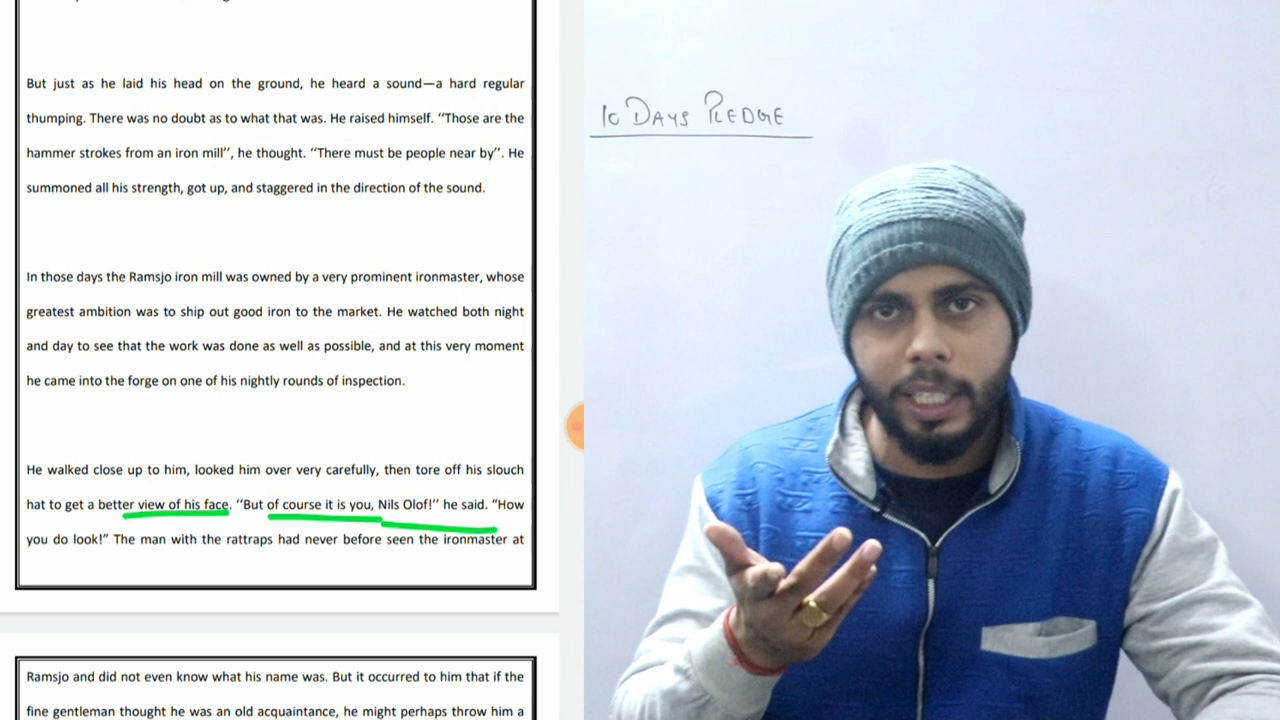 But just as he laid his head on the ground, he heard a sound—a hard regular
thumping. There was no doubt as to what that was. He raised himself. “Those are the
hammer strokes from an iron mill”, he thought. “There must be people near by”. He
summoned all his strength, got up, and staggered in the direction of the sound.
In those days the Ramsjo iron mill was owned by a very prominent ironmaster, whose
greatest ambition was to ship out good iron to the market. He watched both night
and day to see that the work was done as well as possible, and at this very moment
he came into the forge on one of his nightly rounds of inspection.
He walked close up to him, looked him over very carefully, then tore off his slouch
hat to get a better view of his face. “But of course it is you, Nils Olof!” he said. “How
you do look!” The man with the rattraps had never before seen the ironmaster at
Ramsjo and did not even know what his name was. But it occurred to him that if the
fine gentleman thought he was an old acquaintance, he might perhaps throw him a
10 DAYS PLEDGE